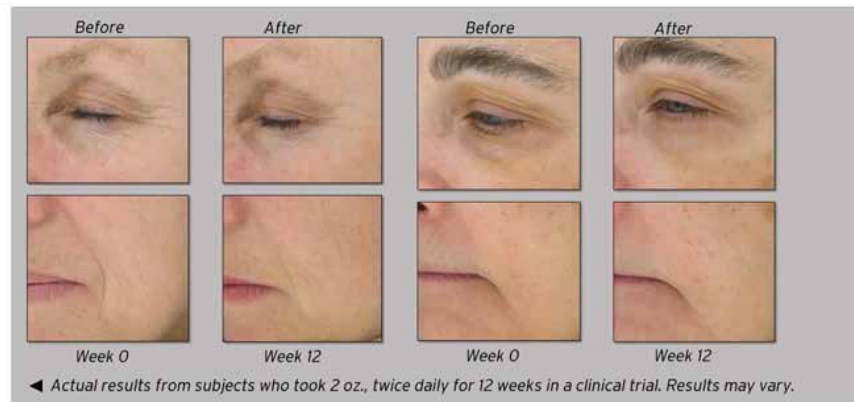 Before After Before After
Week 0 Week 12 Week 0 Week 12
◄ Actual results from subjects who took 2 oz., twice daily for 12 weeks in a clinical trial. Results may vary.